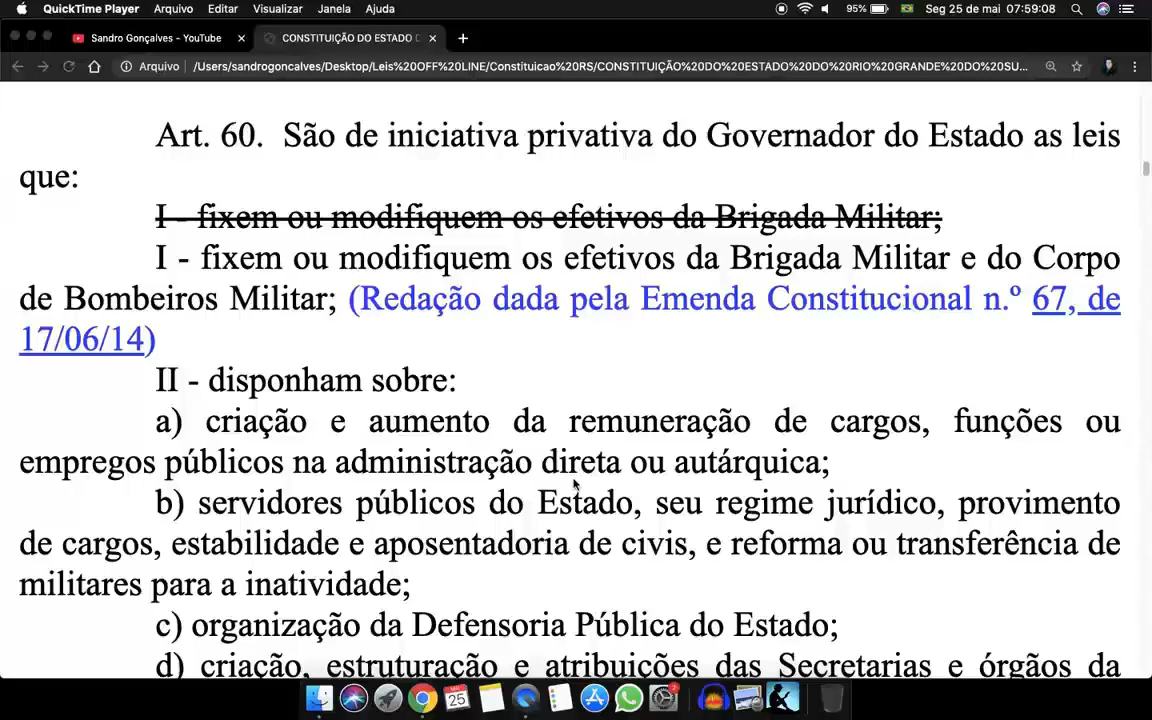 QuickTime Player Arquivo Editar Visualizar Janela Ajuda 95% Seg 25 de mai 07:59:08
Sandro Gonçalves - YouTube CONSTITUIÇÃO DO ESTADO
Arquivo /Users/sandrogoncalves/Desktop/Leis%20OFF%20LINE/Constituicao%20RS/CONSTITUIÇÃO%20DO%20ESTADO%20DO%20RIO%20GRANDE%20DO%20SU...
Art. 60. São de iniciativa privativa do Governador do Estado as leis
que:
I - fixem ou modifiquem os efetivos da Brigada Militar;
I - fixem ou modifiquem os efetivos da Brigada Militar e do Corpo
de Bombeiros Militar; (Redação dada pela Emenda Constitucional n.º 67, de
17/06/14)
II - disponham sobre:
a) criação e aumento da remuneração de cargos, funções ou
empregos públicos na administração direta ou autárquica;
b) servidores públicos do Estado, seu regime jurídico, provimento
de cargos, estabilidade e aposentadoria de civis, e reforma ou transferência de
militares para a inatividade;
c) organização da Defensoria Pública do Estado;
d) criação, estruturação e atribuições das Secretarias e órgãos da